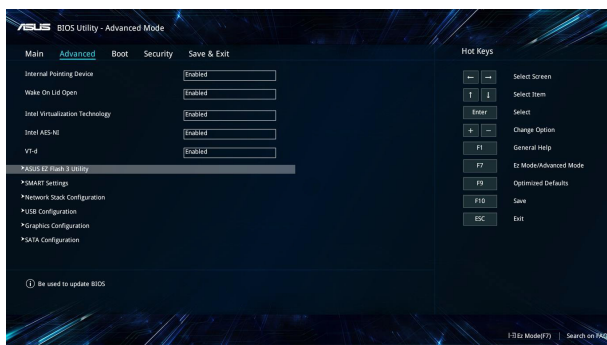 ASUS BIOS Utility - Advanced Mode
Main Advanced Boot Security Save & Exit
Hot Keys
Internal Pointing Device Enabled
Wake On Lid Open Enabled
Intel Virtualization Technology Enabled
Intel AES-NI Enabled
VT-d Enabled
ASUS EZ Flash 3 Utility
SMART Settings
Network Stack Configuration
USB Configuration
Graphics Configuration
SATA Configuration
← → Select Screen
↑ ↓ Select Item
Enter Select
+ − Change Option
F1 General Help
F7 Ez Mode/Advanced Mode
F9 Optimized Defaults
F10 Save
ESC Exit
Be used to update BIOS
Ez Mode(F7) | Search on FAQ